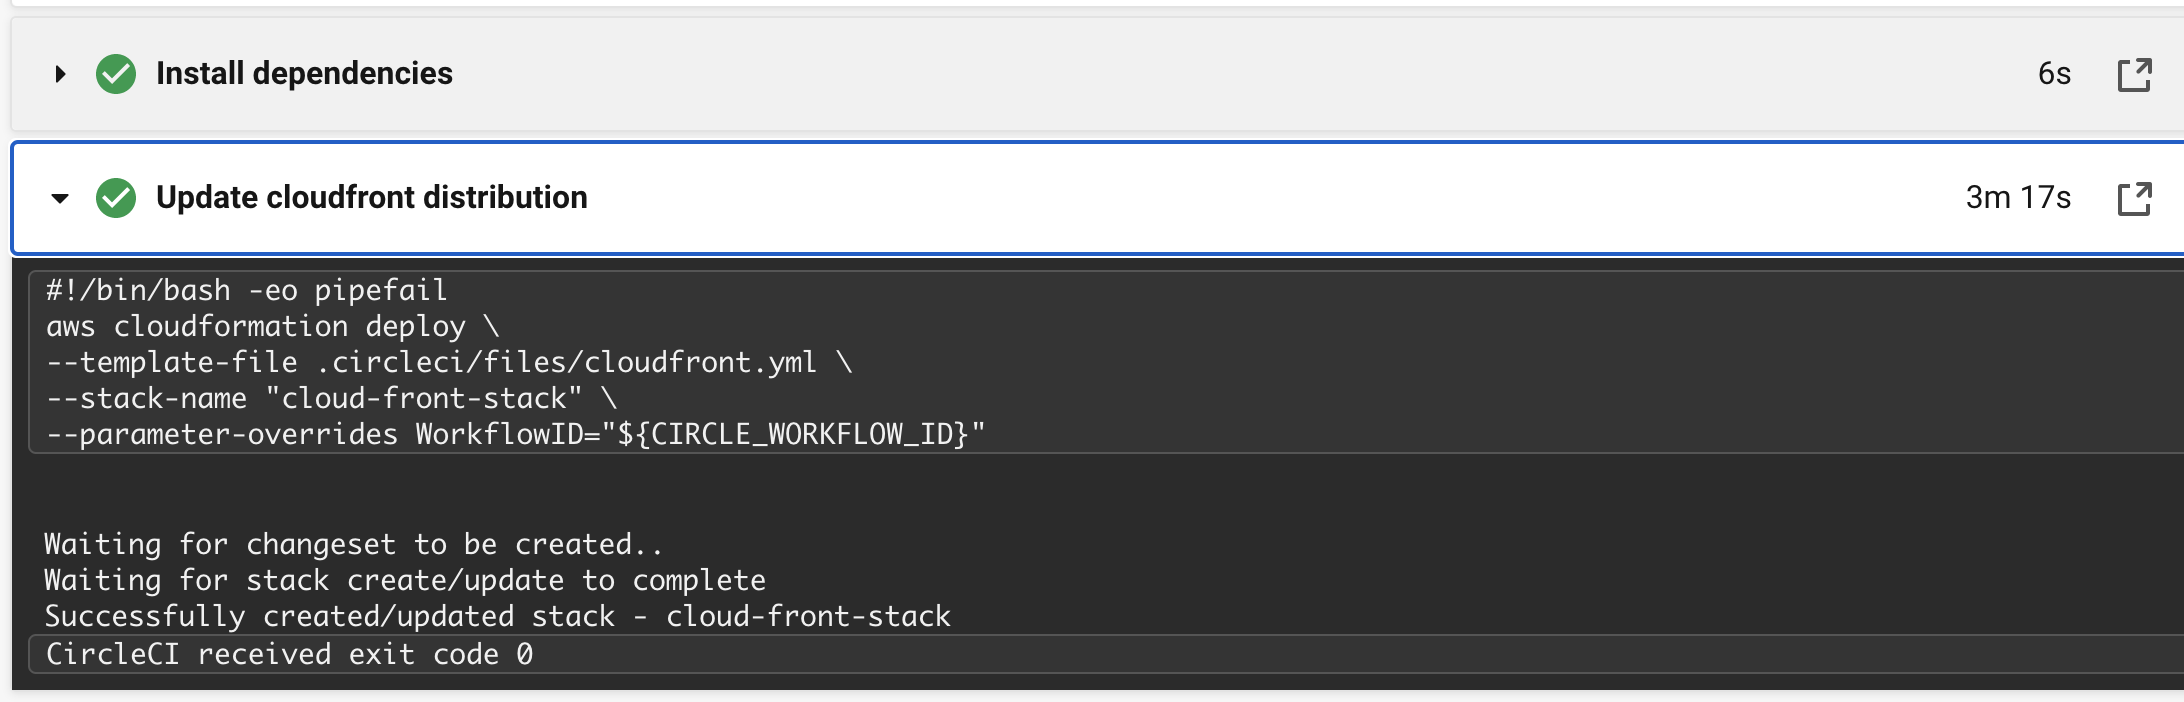 Install dependencies
6s
Update cloudfront distribution
3m 17s
#!/bin/bash -eo pipefail
aws cloudformation deploy \
--template-file .circleci/files/cloudfront.yml \
--stack-name "cloud-front-stack" \
--parameter-overrides WorkflowID="${CIRCLE_WORKFLOW_ID}"
Waiting for changeset to be created..
Waiting for stack create/update to complete
Successfully created/updated stack - cloud-front-stack
CircleCI received exit code 0